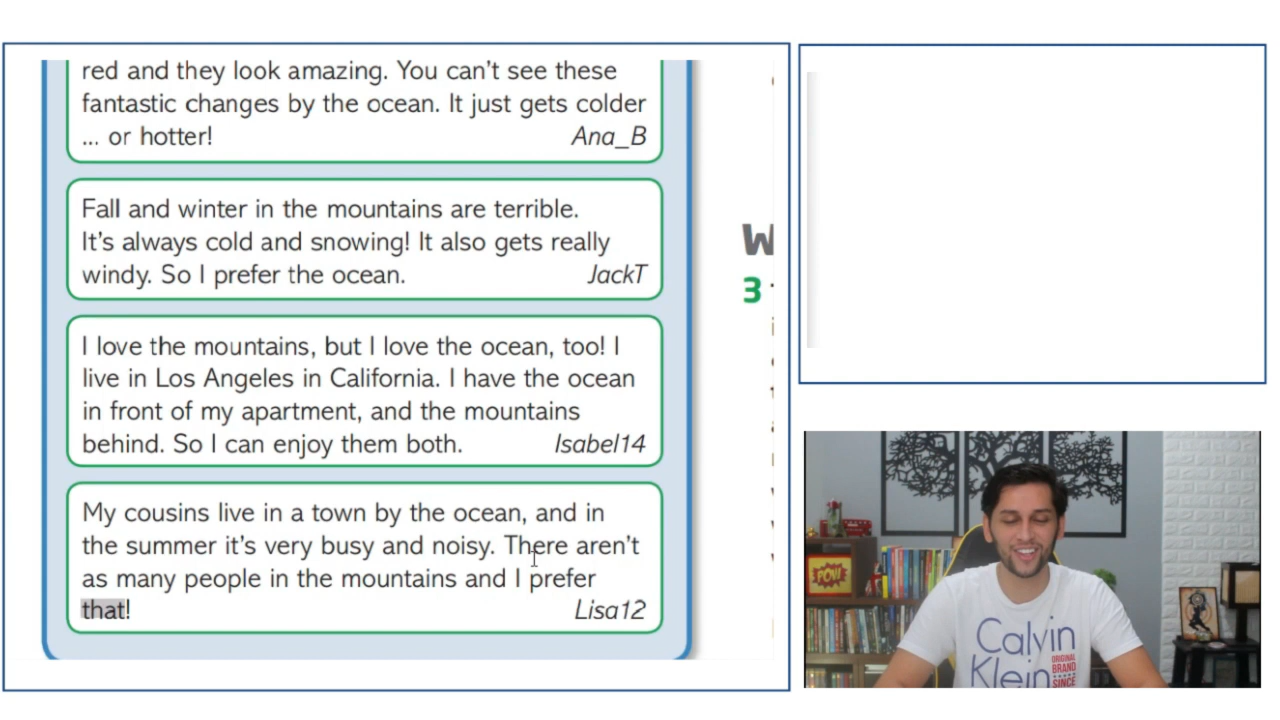 red and they look amazing. You can't see these
fantastic changes by the ocean. It just gets colder
... or hotter!
Ana_B
Fall and winter in the mountains are terrible.
It's always cold and snowing! It also gets really
windy. So I prefer the ocean.
JackT
I love the mountains, but I love the ocean, too! I
live in Los Angeles in California. I have the ocean
in front of my apartment, and the mountains
behind. So I can enjoy them both.
Isabel14
My cousins live in a town by the ocean, and in
the summer it's very busy and noisy. There aren't
as many people in the mountains and I prefer
that!
Lisa12
W
3
POW
Calvin
Klein
ORIGINAL
BRAND
SINCE